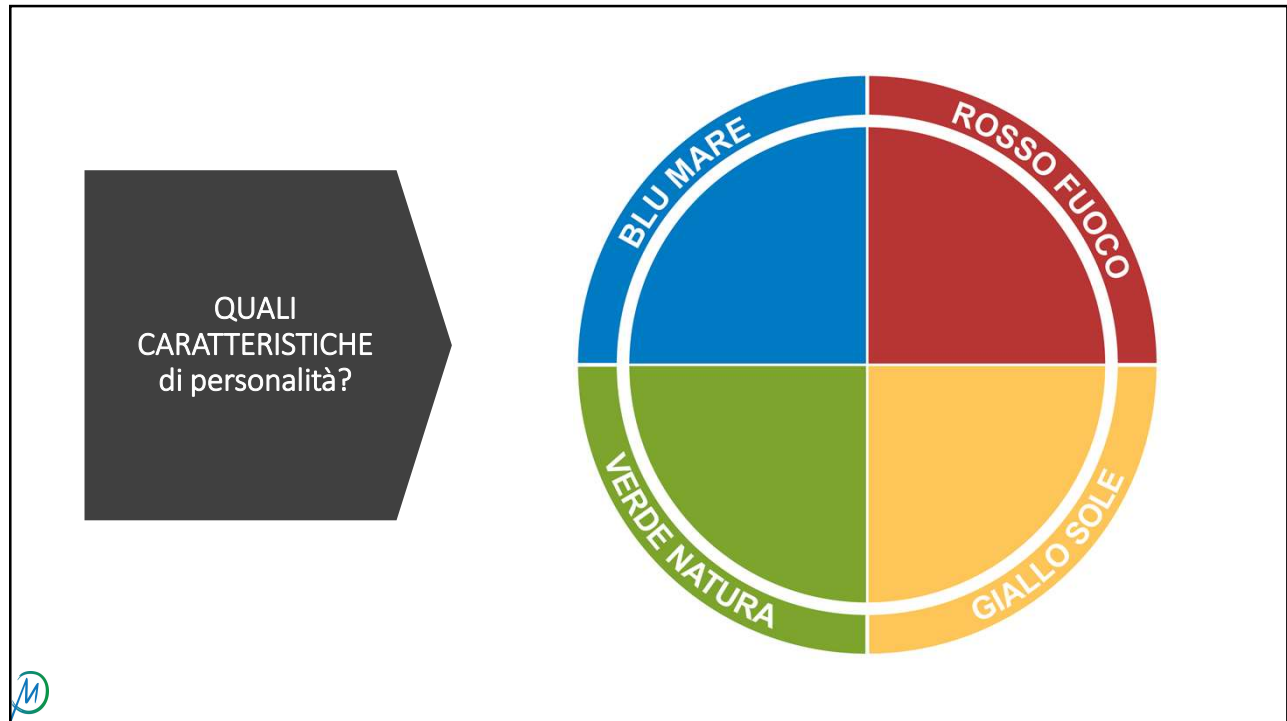 QUALI
CARATTERISTICHE
di personalità?
BLU MARE
ROSSO FUOCO
VERDE NATURA
GIALLO SOLE
M